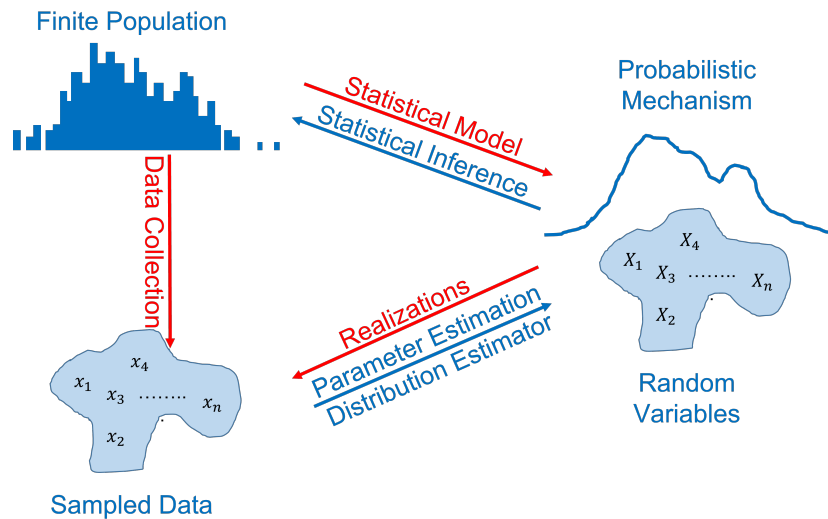 Finite Population
Probabilistic
Mechanism
Statistical Model
Statistical Inference
Data Collection
X₁ X₃ X₄ ........ Xₙ
X₂
.
Realizations
Parameter Estimation
Distribution Estimator
x₁ x₃ x₄ ........ xₙ
x₂
.
Random
Variables
Sampled Data